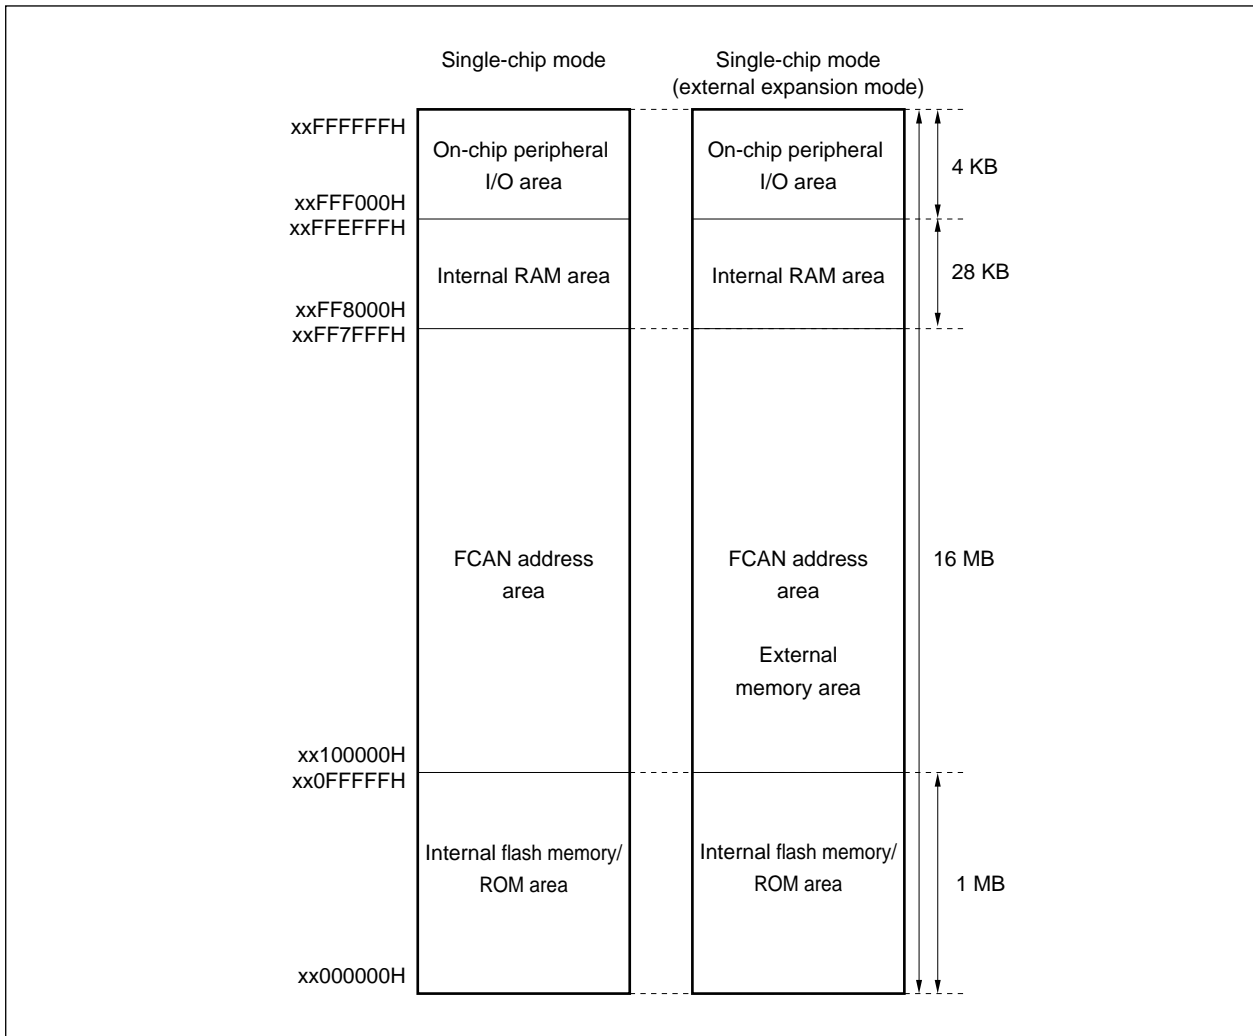 Single-chip mode
Single-chip mode
(external expansion mode)
xxFFFFFFH
On-chip peripheral
I/O area
On-chip peripheral
I/O area
4 KB
xxFFF000H
xxFFEFFFH
Internal RAM area
Internal RAM area
28 KB
xxFF8000H
xxFF7FFFH
FCAN address
area
FCAN address
area
16 MB
External
memory area
xx100000H
xx0FFFFFH
Internal flash memory/
ROM area
Internal flash memory/
ROM area
1 MB
xx000000H